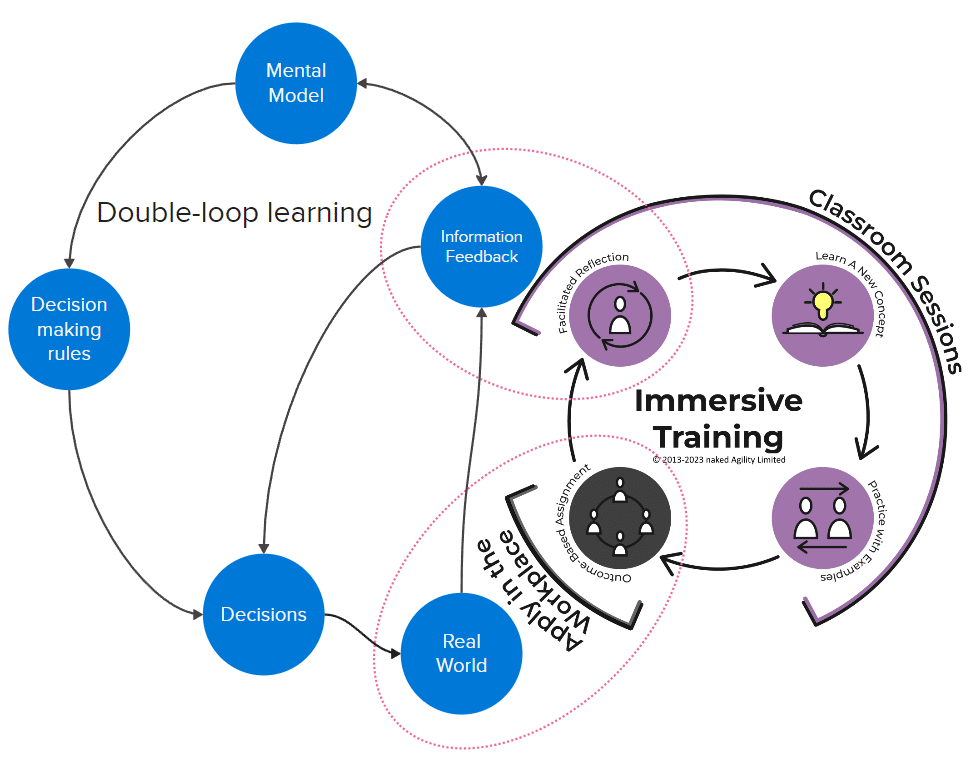 Mental
Model
Double-loop learning
Information
Feedback
Decision
making
rules
Decisions
Real
World
Classroom Sessions
Facilitated Reflection
Learn A New Concept
Immersive
Training
© 2013-2023 naked Agility Limited
Practice with Examples
Outcome-Based Assignment
Apply in the
Workplace